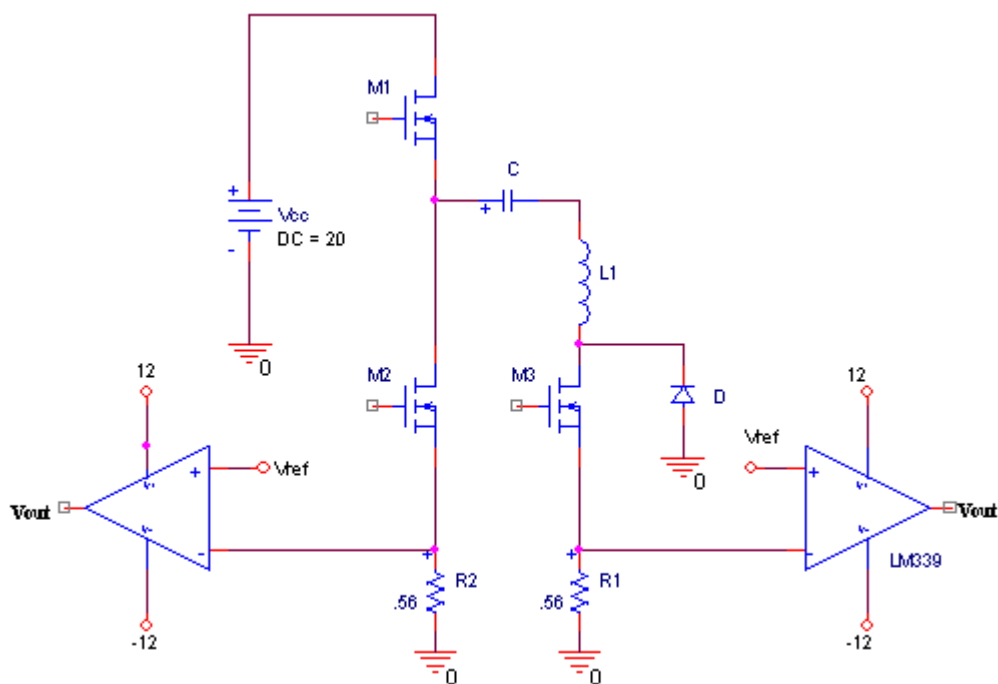 M1
C
+
+
Vcc
DC = 20
-
L1
0
12
M2
M3
D
12
+
Vref
0
Vref
+
V+
V+
Vout
V-
V-
Vout
-
+
+
-
LM339
R2
R1
.56
.56
-12
-12
0
0